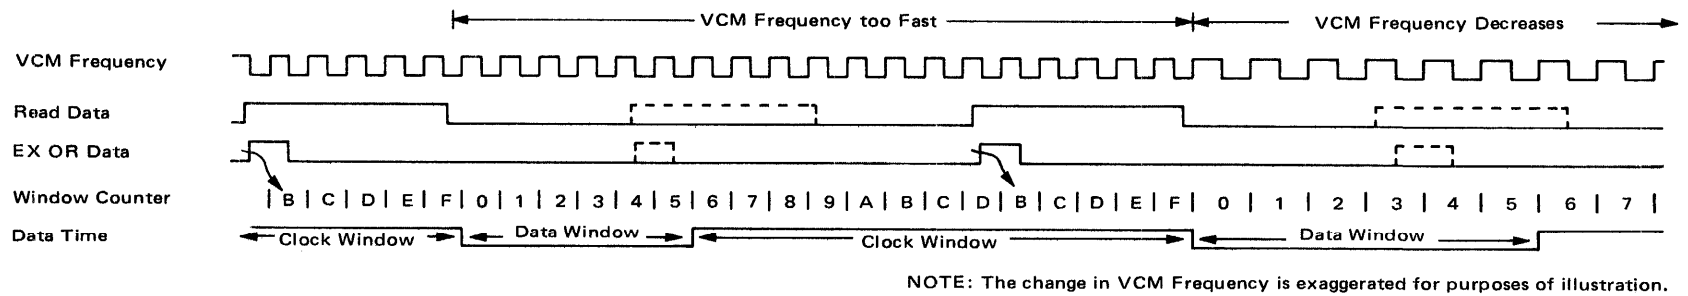 VCM Frequency too Fast VCM Frequency Decreases
VCM Frequency
Read Data
EX OR Data
Window Counter | B | C | D | E | F | 0 | 1 | 2 | 3 | 4 | 5 | 6 | 7 | 8 | 9 | A | B | C | D | B | C | D | E | F | 0 | 1 | 2 | 3 | 4 | 5 | 6 | 7 |
Data Time Clock Window Data Window Clock Window Data Window
NOTE: The change in VCM Frequency is exaggerated for purposes of illustration.